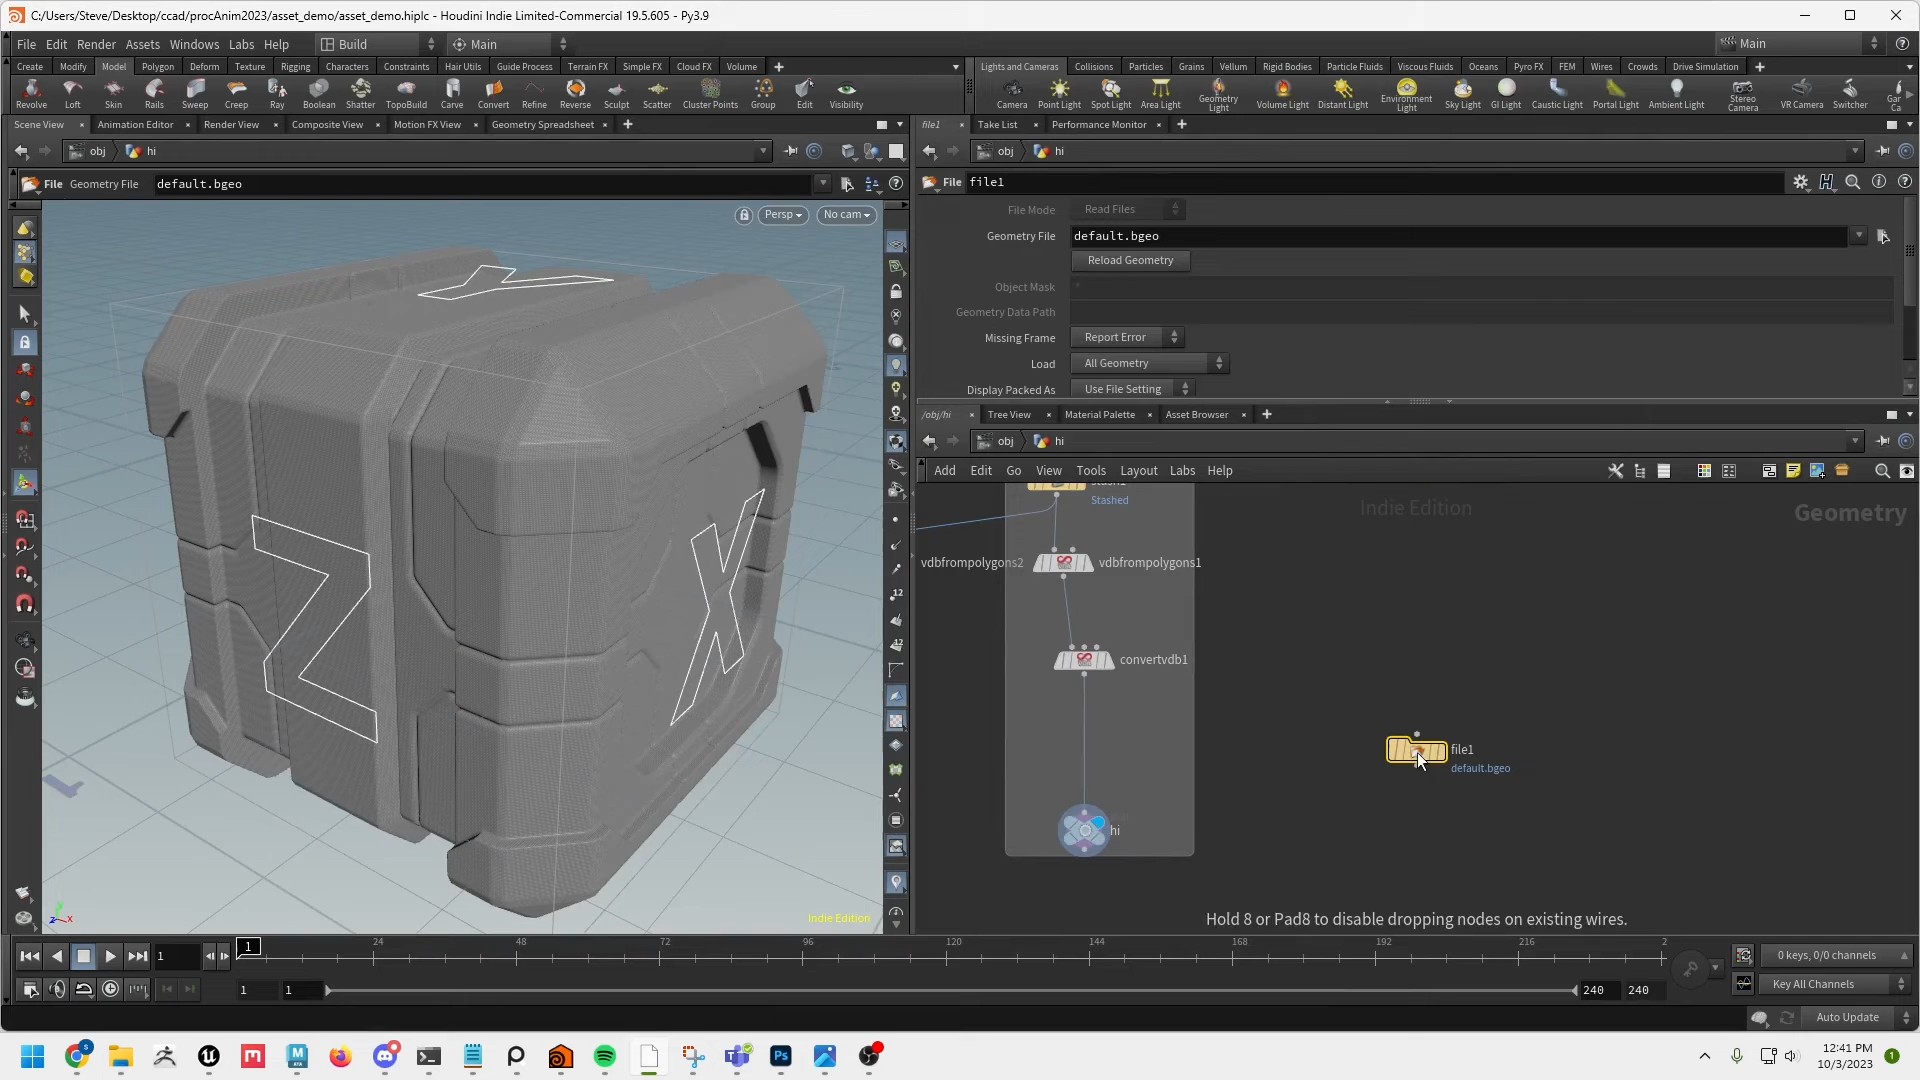 C:/Users/Steve/Desktop/ccad/procAnim2023/asset_demo/asset_demo.hiplc - Houdini Indie Limited-Commercial 19.5.605 - Py3.9
File Edit Render Assets Windows Labs Help Build Main Main
Create Modify Model Polygon Deform Texture Rigging Characters Constraints Hair Utils Guide Process Terrain FX Simple FX Cloud FX Volume
Lights and Cameras Collisions Particles Grains Vellum Rigid Bodies Particle Fluids Viscous Fluids Oceans Pyro FX FEM Wires Crowds Drive Simulation
Revolve Loft Skin Rails Sweep Creep Ray Boolean Shatter TopoBuild Carve Convert Refine Reverse Sculpt Scatter Cluster Points Group Edit Visibility
Camera Point Light Spot Light Area Light Geometry Light Volume Light Distant Light Environment Light Sky Light GI Light Caustic Light Portal Light Ambient Light Stereo Camera VR Camera Switcher
Scene View Animation Editor Render View Composite View Motion FX View Geometry Spreadsheet
file1 Take List Performance Monitor
obj hi
obj hi
File Geometry File default.bgeo
File file1
Persp No cam
File Mode Read Files
Geometry File default.bgeo
Reload Geometry
Object Mask *
Geometry Data Path
Missing Frame Report Error
Load All Geometry
Display Packed As Use File Setting
/obj/hi Tree View Material Palette Asset Browser
obj hi
Add Edit Go View Tools Layout Labs Help
Stashed
Indie Edition
Geometry
vdbfrompolygons2
vdbfrompolygons1
convertvdb1
file1
default.bgeo
hi
Hold 8 or Pad8 to disable dropping nodes on existing wires.
Y
Z
X
12
12
z x
Indie Edition
1
1 24 48 72 96 120 144 168 192 216 2
0 keys, 0/0 channels
1 1 240 240
Key All Channels
Auto Update
12:41 PM
10/3/2023
1